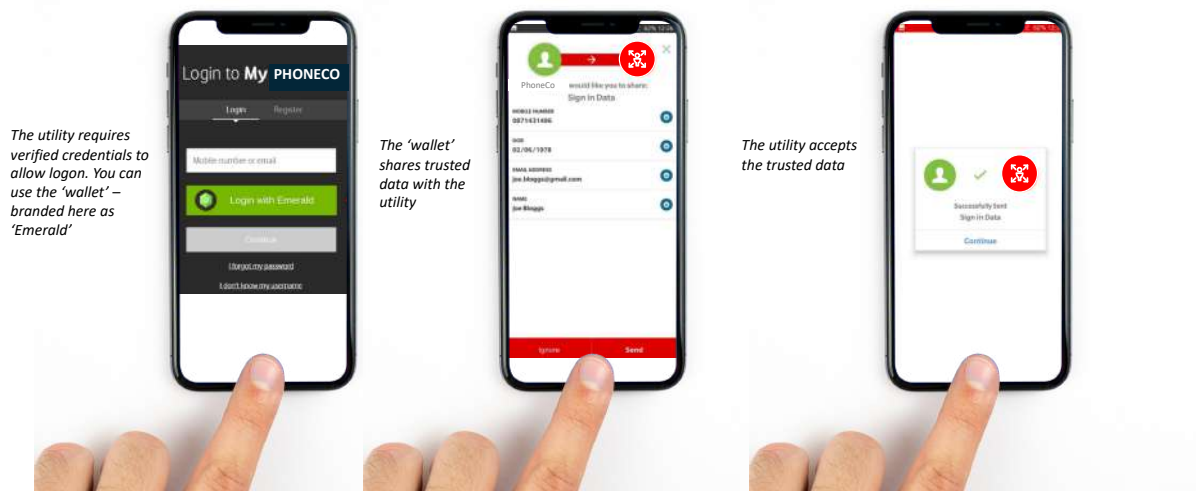 The utility requires
verified credentials to
allow logon. You can
use the ‘wallet’ –
branded here as
‘Emerald’
Login to My PHONECO
Login Register
Mobile number or email
Login with Emerald
Continue
I forgot my password
I don't know my username
The ‘wallet’
shares trusted
data with the
utility
62% 12:26
PhoneCo would like you to share:
Sign In Data
MOBILE NUMBER
0871631486
DOB
02/06/1978
EMAIL ADDRESS
joe.bloggs@gmail.com
NAME
Joe Bloggs
Ignore Send
The utility accepts
the trusted data
Successfully Sent
Sign in Data
Continue